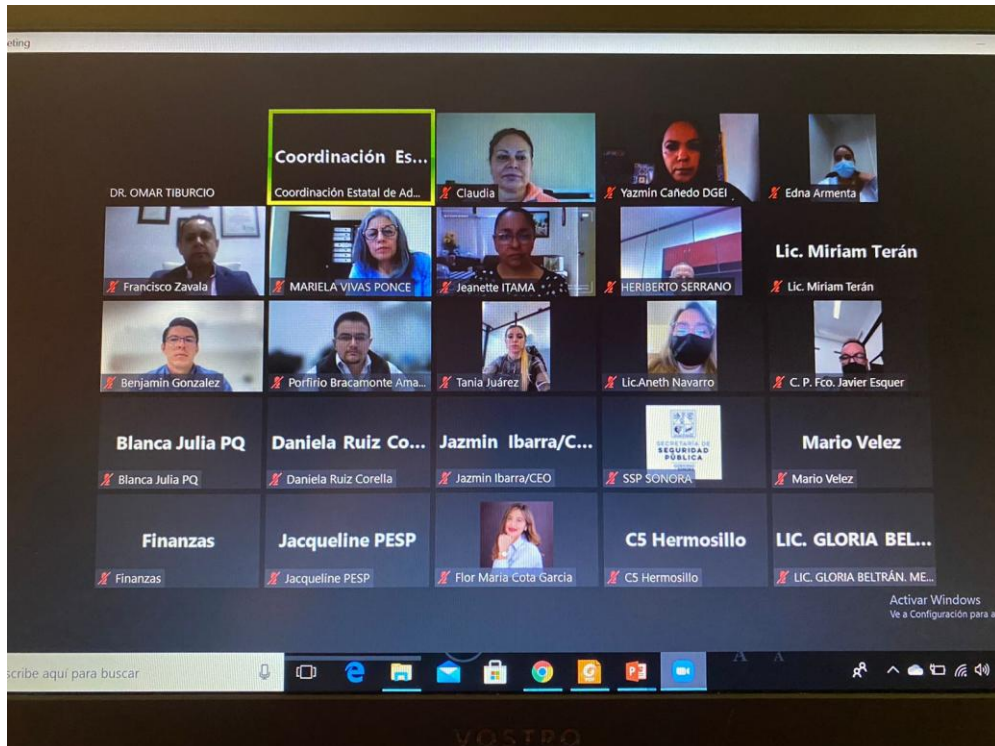 eting
DR. OMAR TIBURCIO
Coordinación Es...
Coordinación Estatal de Ad...
Claudia
Yazmin Cañedo DGEI
Edna Armenta
Francisco Zavala
MARIELA VIVAS PONCE
Jeanette ITAMA
HERIBERTO SERRANO
Lic. Miriam Terán
Lic. Miriam Terán
Benjamin Gonzalez
Porfirio Bracamonte Ama...
Tania Juárez
Lic.Aneth Navarro
C. P. Fco. Javier Esquer
Blanca Julia PQ
Blanca Julia PQ
Daniela Ruiz Co...
Daniela Ruiz Corella
Jazmin Ibarra/C...
Jazmin Ibarra/CEO
SECRETARÍA DE
SEGURIDAD
PÚBLICA
SSP SONORA
Mario Velez
Mario Velez
Finanzas
Finanzas
Jacqueline PESP
Jacqueline PESP
Flor Maria Cota Garcia
C5 Hermosillo
C5 Hermosillo
LIC. GLORIA BEL...
LIC. GLORIA BELTRÁN. ME...
Activar Windows
Ve a Configuración para a
scribe aquí para buscar
VOSTRO